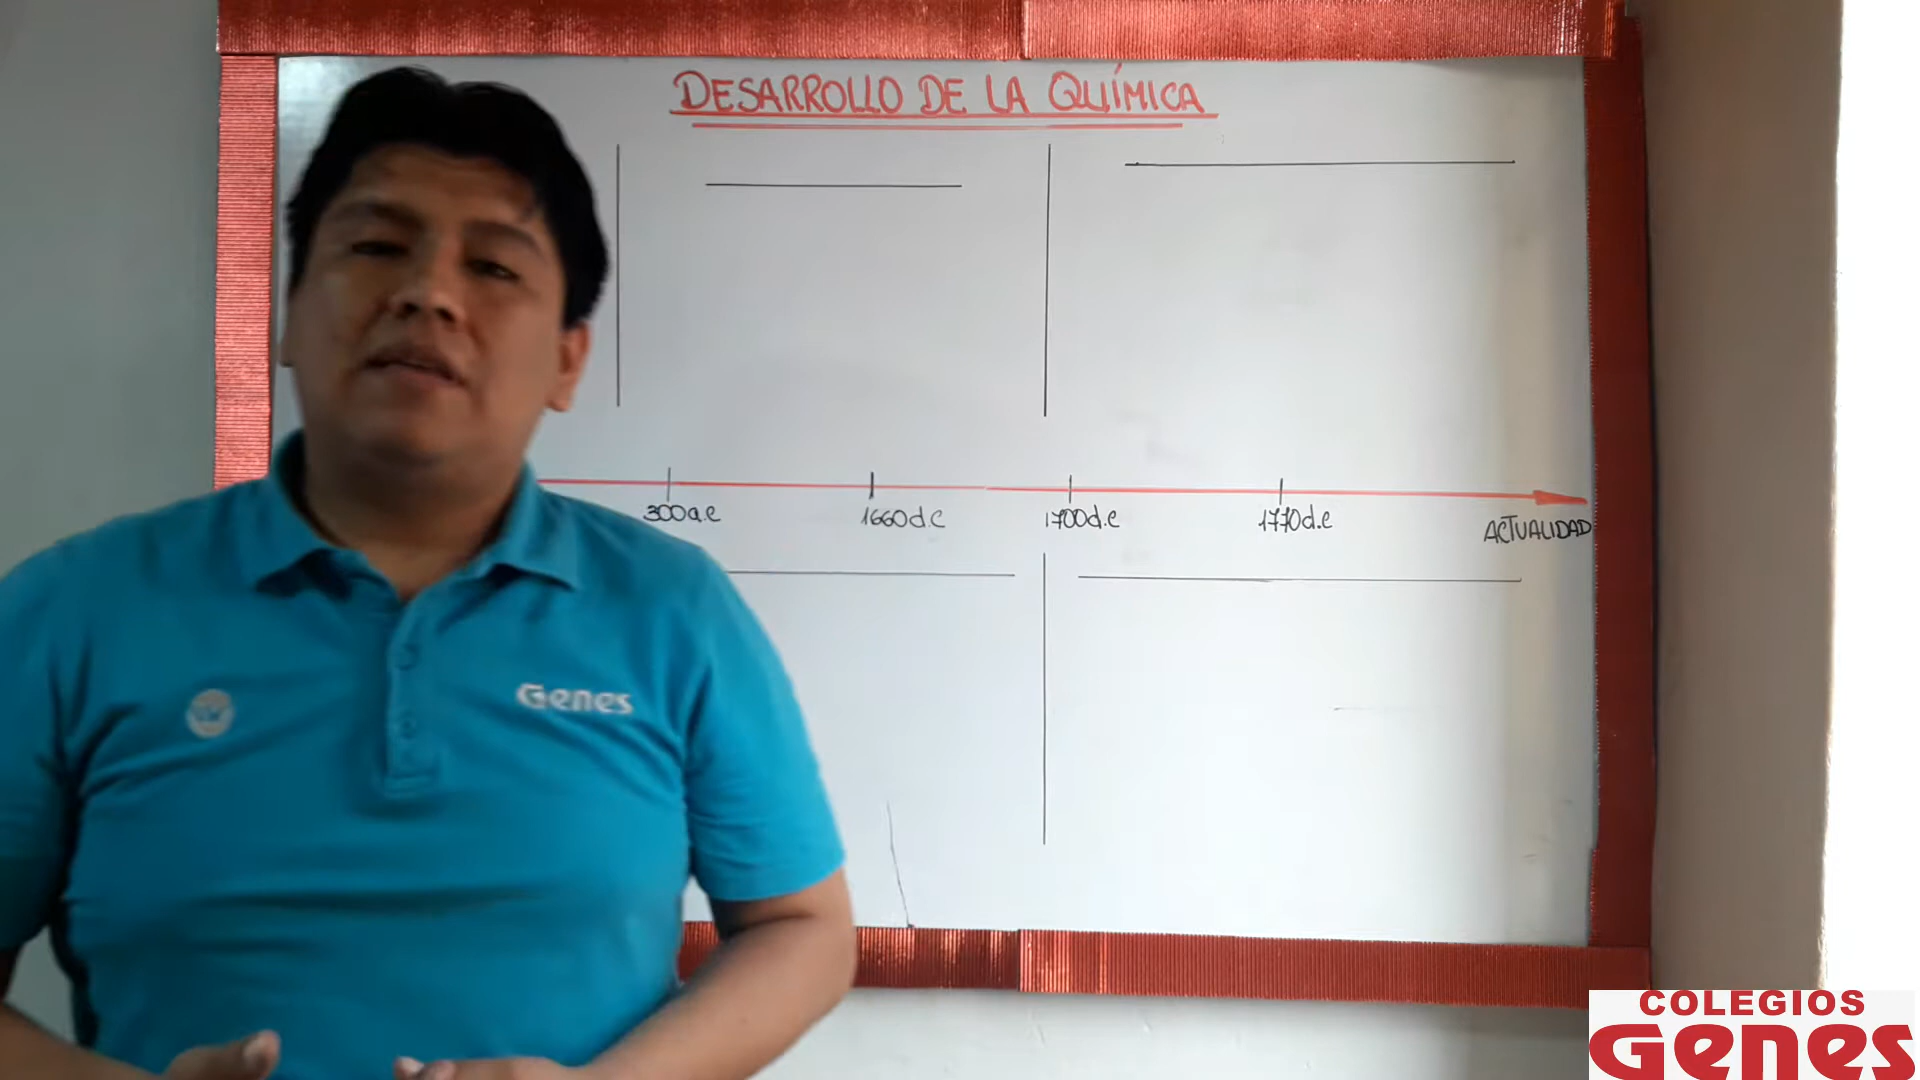 DESARROLLO DE LA QUÍMICA
300a.c
1660d.c
1700d.c
1770d.c
ACTUALIDAD
Genes
COLEGIOS
Genes